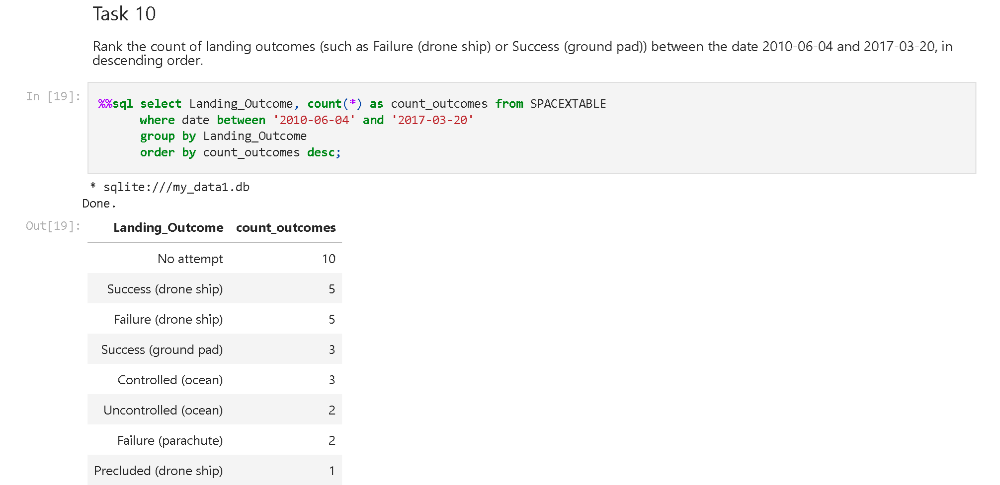 Task 10
Rank the count of landing outcomes (such as Failure (drone ship) or Success (ground pad)) between the date 2010-06-04 and 2017-03-20, in
descending order.
In [19]:
%%sql select Landing_Outcome, count(*) as count_outcomes from SPACEXTABLE
where date between '2010-06-04' and '2017-03-20'
group by Landing_Outcome
order by count_outcomes desc;
* sqlite:///my_data1.db
Done.
Out[19]:
Landing_Outcome count_outcomes
No attempt 10
Success (drone ship) 5
Failure (drone ship) 5
Success (ground pad) 3
Controlled (ocean) 3
Uncontrolled (ocean) 2
Failure (parachute) 2
Precluded (drone ship) 1